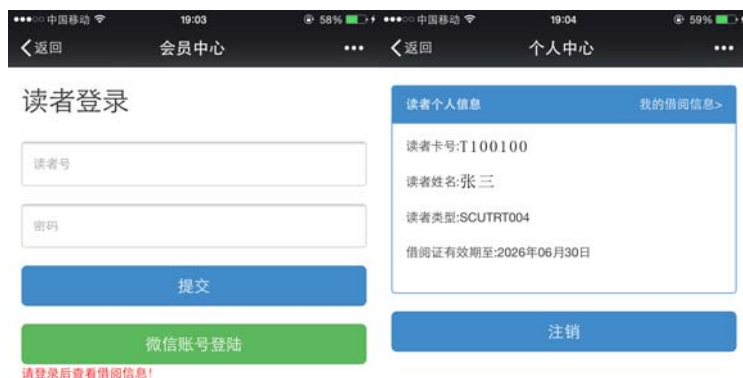 中国移动 19:03 58%
返回 会员中心
读者登录
读者号
密码
提交
微信账号登陆
请登录后查看借阅信息!
中国移动 19:04 59%
返回 个人中心
读者个人信息 我的借阅信息>
读者卡号:T100100
读者姓名:张三
读者类型:SCUTRT004
借阅证有效期至:2026年06月30日
注销